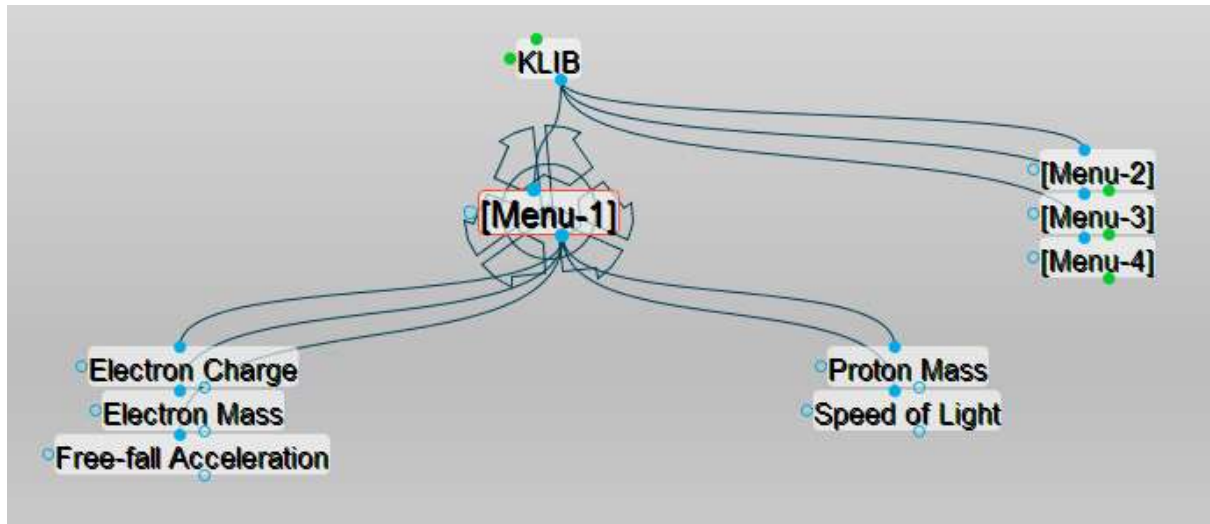 KLIB
[Menu-1]
[Menu-2]
[Menu-3]
[Menu-4]
Electron Charge
Electron Mass
Free-fall Acceleration
Proton Mass
Speed of Light